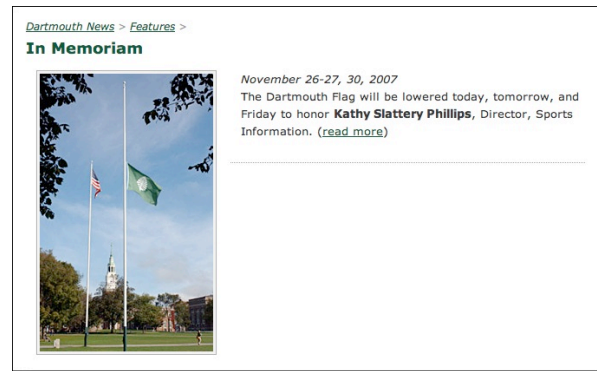 Dartmouth News > Features >
In Memoriam
November 26-27, 30, 2007
The Dartmouth Flag will be lowered today, tomorrow, and
Friday to honor Kathy Slattery Phillips, Director, Sports
Information. (read more)